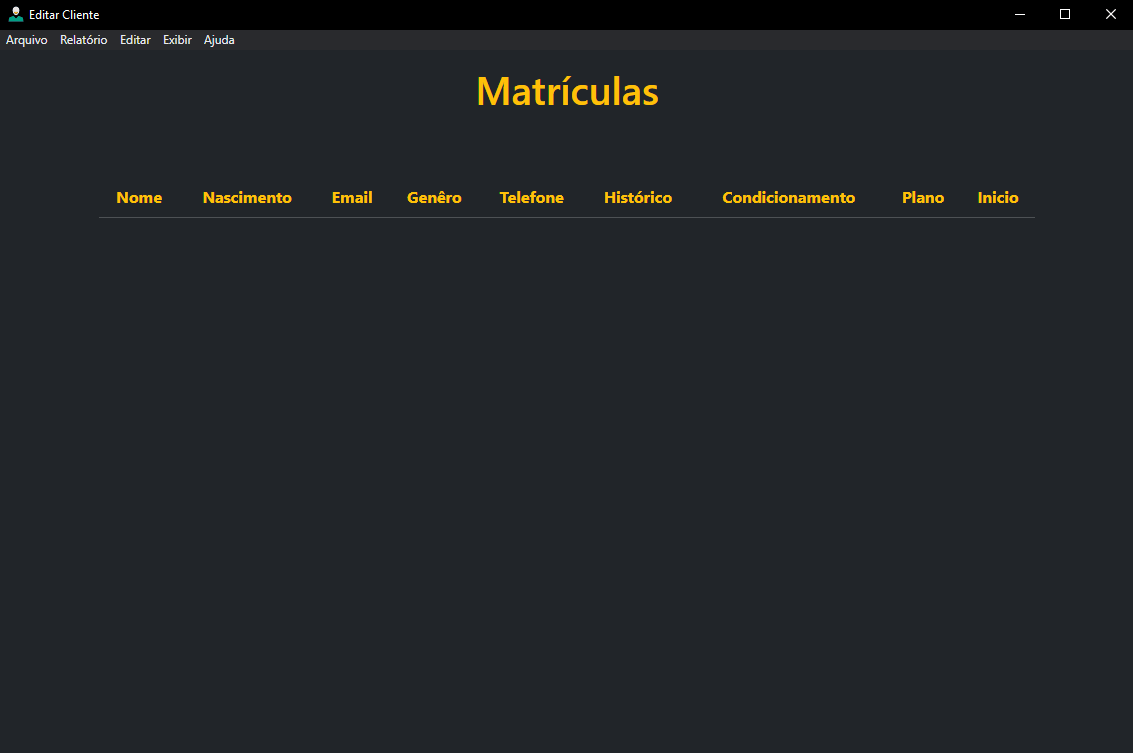 Editar Cliente
Arquivo Relatório Editar Exibir Ajuda
Matrículas
Nome Nascimento Email Genêro Telefone Histórico Condicionamento Plano Inicio